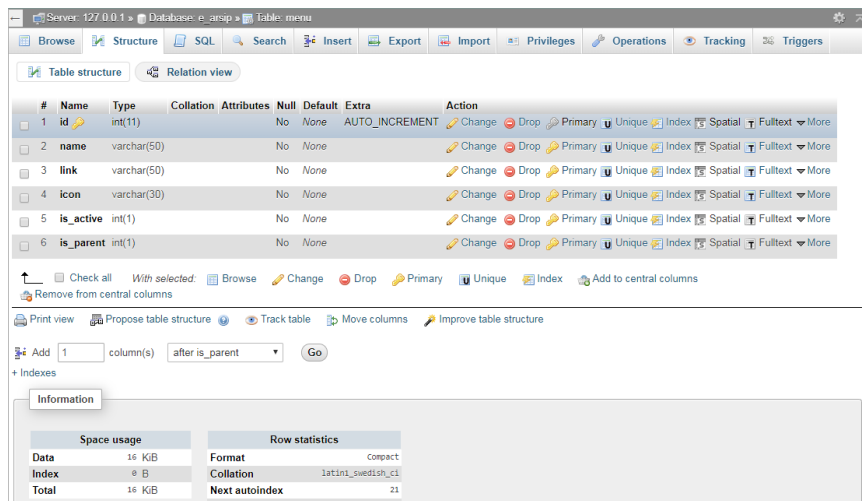 Server: 127.0.0.1 » Database: e_arsip » Table: menu
Browse Structure SQL Search Insert Export Import Privileges Operations Tracking Triggers
Table structure Relation view
# Name Type Collation Attributes Null Default Extra Action
1 id int(11) No None AUTO_INCREMENT Change Drop Primary Unique Index Spatial Fulltext More
2 name varchar(50) No None Change Drop Primary Unique Index Spatial Fulltext More
3 link varchar(50) No None Change Drop Primary Unique Index Spatial Fulltext More
4 icon varchar(30) No None Change Drop Primary Unique Index Spatial Fulltext More
5 is_active int(1) No None Change Drop Primary Unique Index Spatial Fulltext More
6 is_parent int(1) No None Change Drop Primary Unique Index Spatial Fulltext More
Check all With selected: Browse Change Drop Primary Unique Index Add to central columns
Remove from central columns
Print view Propose table structure Track table Move columns Improve table structure
Add 1 column(s) after is_parent Go
+ Indexes
Information
Space usage Row statistics
Data 16 KiB Format Compact
Index 0 B Collation latin1_swedish_ci
Total 16 KiB Next autoindex 21